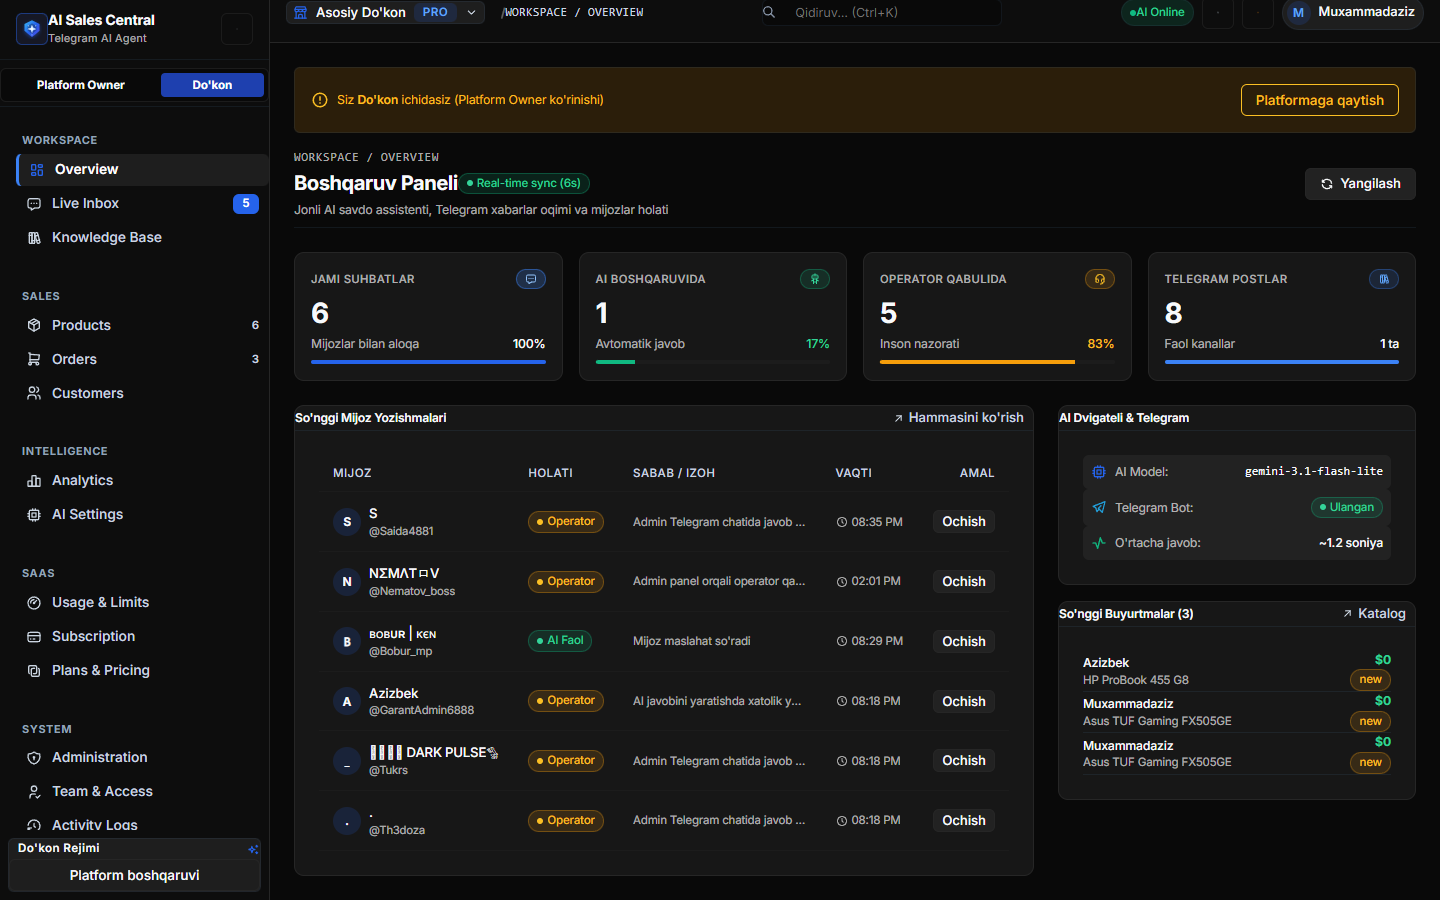 AI Sales Central
Telegram AI Agent
Platform Owner
Do'kon
WORKSPACE
Overview
Live Inbox 5
Knowledge Base
SALES
Products 6
Orders 3
Customers
INTELLIGENCE
Analytics
AI Settings
SAAS
Usage & Limits
Subscription
Plans & Pricing
SYSTEM
Administration
Team & Access
Activity Logs
Do'kon Rejimi
Platform boshqaruvi
Asosiy Do'kon PRO /WORKSPACE / OVERVIEW
Qidiruv... (Ctrl+K)
AI Online
M Muxammadaziz
Siz Do'kon ichidasiz (Platform Owner ko'rinishi)
Platformaga qaytish
WORKSPACE / OVERVIEW
Boshqaruv Paneli Real-time sync (6s)
Jonli AI savdo assistenti, Telegram xabarlar oqimi va mijozlar holati
Yangilash
JAMI SUHBATLAR
6
Mijozlar bilan aloqa 100%
AI BOSHQARUVIDA
1
Avtomatik javob 17%
OPERATOR QABULIDA
5
Inson nazorati 83%
TELEGRAM POSTLAR
8
Faol kanallar 1 ta
So'nggi Mijoz Yozishmalari Hammasini ko'rish
MIJOZ HOLATI SABAB / IZOH VAQTI AMAL
S S
@Saida4881
Operator Admin Telegram chatida javob ... 08:35 PM Ochish
N NΣMΛTㅁV
@Nematov_boss
Operator Admin panel orqali operator qa... 02:01 PM Ochish
B ʙᴏʙᴜʀ | ᴋєɴ
@Bobur_mp
AI Faol Mijoz maslahat so'radi 08:29 PM Ochish
A Azizbek
@GarantAdmin6888
Operator AI javobini yaratishda xatolik y... 08:18 PM Ochish
_ DARK PULSE
@Tukrs
Operator Admin Telegram chatida javob ... 08:18 PM Ochish
. .
@Th3doza
Operator Admin Telegram chatida javob ... 08:18 PM Ochish
AI Dvigateli & Telegram
AI Model: gemini-3.1-flash-lite
Telegram Bot: Ulangan
O'rtacha javob: ~1.2 soniya
So'nggi Buyurtmalar (3) Katalog
Azizbek $0
HP ProBook 455 G8 new
Muxammadaziz $0
Asus TUF Gaming FX505GE new
Muxammadaziz $0
Asus TUF Gaming FX505GE new